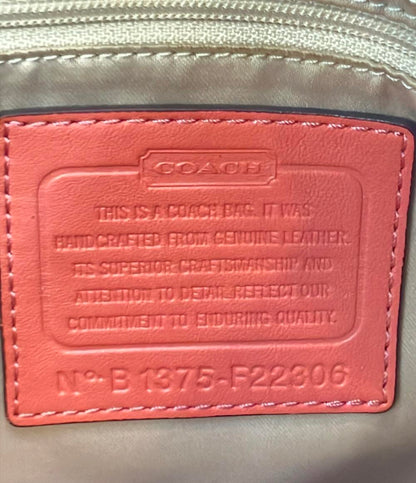 COACH
THIS IS A COACH BAG. IT WAS
HANDCRAFTED FROM GENUINE LEATHER.
ITS SUPERIOR CRAFTSMANSHIP AND
ATTENTION TO DETAIL REFLECT OUR
COMMITMENT TO ENDURING QUALITY.
Nº B1375-F22306